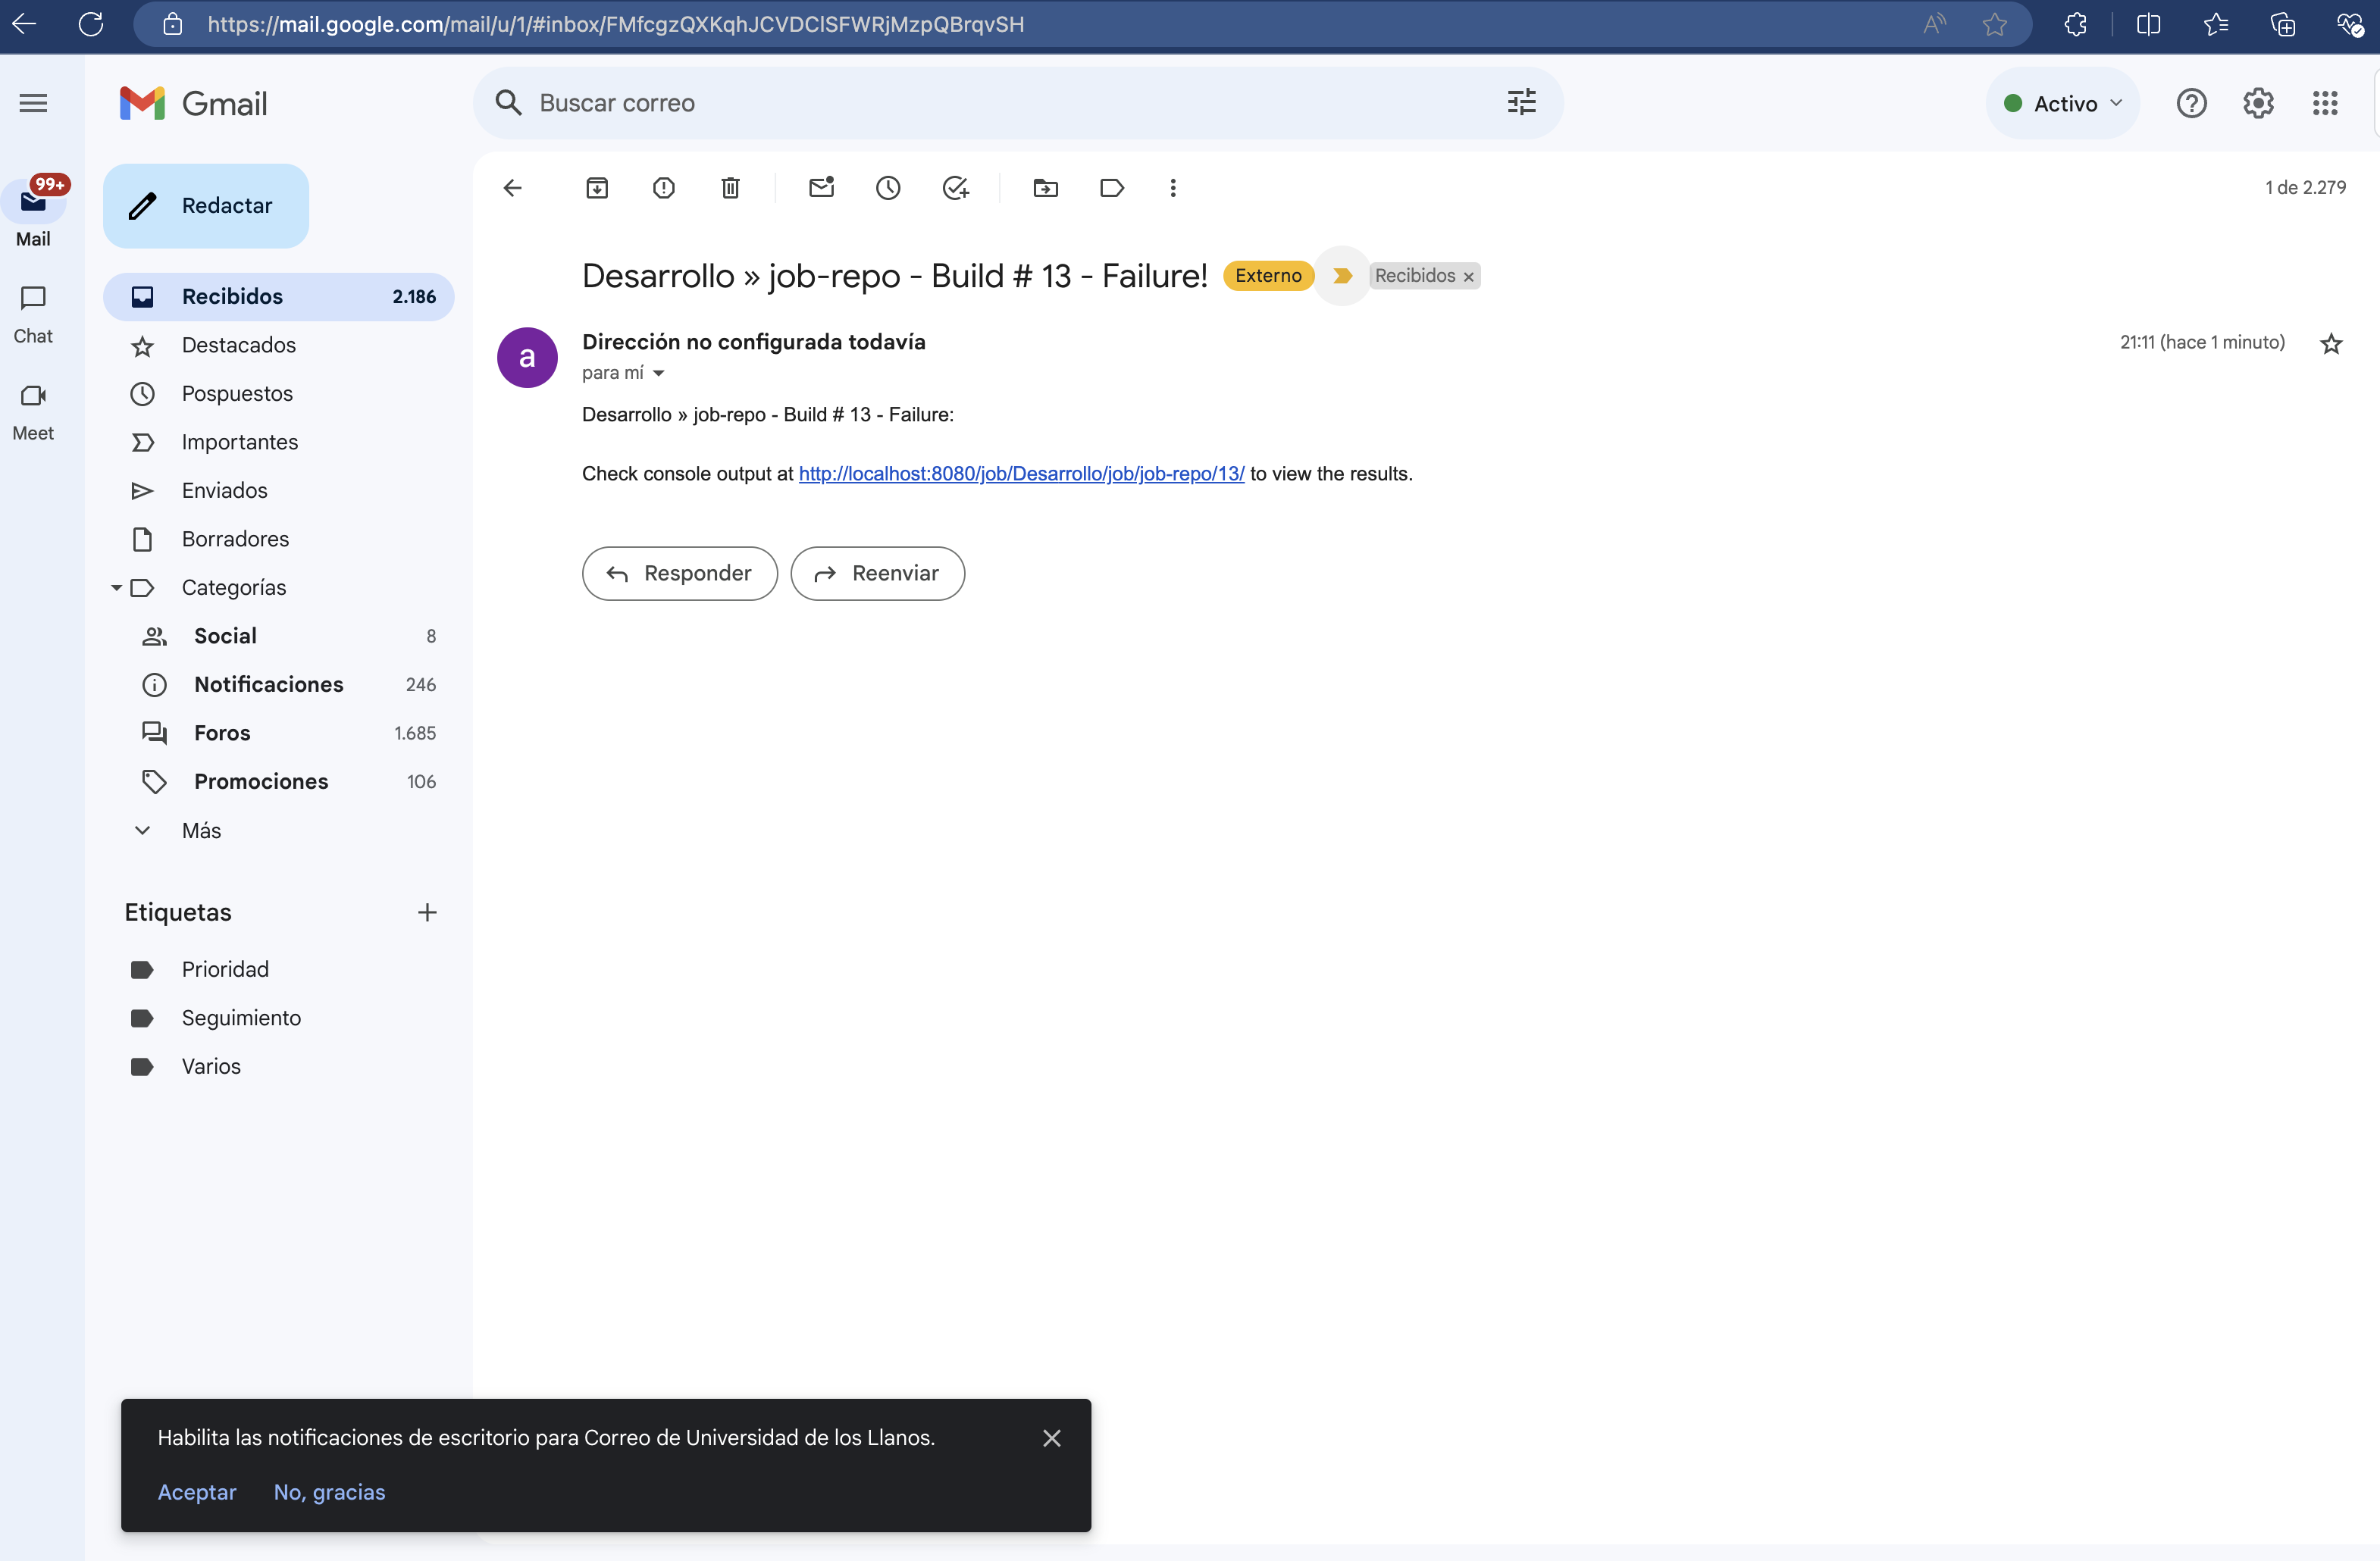 https://mail.google.com/mail/u/1/#inbox/FMfcgzQXKqhJCVDClSFWRjMzpQBrqvSH
Gmail
Buscar correo
Activo
99+
Mail
Chat
Meet
Redactar
Recibidos 2.186
Destacados
Pospuestos
Importantes
Enviados
Borradores
Categorías
Social 8
Notificaciones 246
Foros 1.685
Promociones 106
Más
Etiquetas
Prioridad
Seguimiento
Varios
1 de 2.279
Desarrollo » job-repo - Build # 13 - Failure! Externo Recibidos ×
a
Dirección no configurada todavía
21:11 (hace 1 minuto)
para mí
Desarrollo » job-repo - Build # 13 - Failure:
Check console output at http://localhost:8080/job/Desarrollo/job/job-repo/13/ to view the results.
Responder Reenviar
Habilita las notificaciones de escritorio para Correo de Universidad de los Llanos.
Aceptar No, gracias